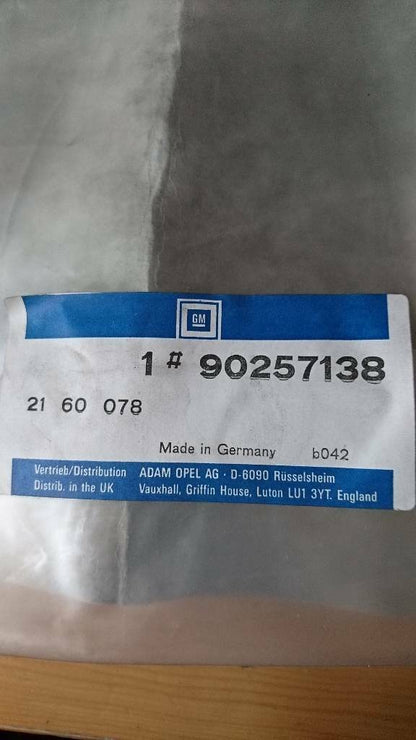 GM
1 # 90257138
21 60 078
Made in Germany b042
Vertrieb/Distribution ADAM OPEL AG · D-6090 Rüsselsheim
Distrib. in the UK Vauxhall, Griffin House, Luton LU1 3YT. England